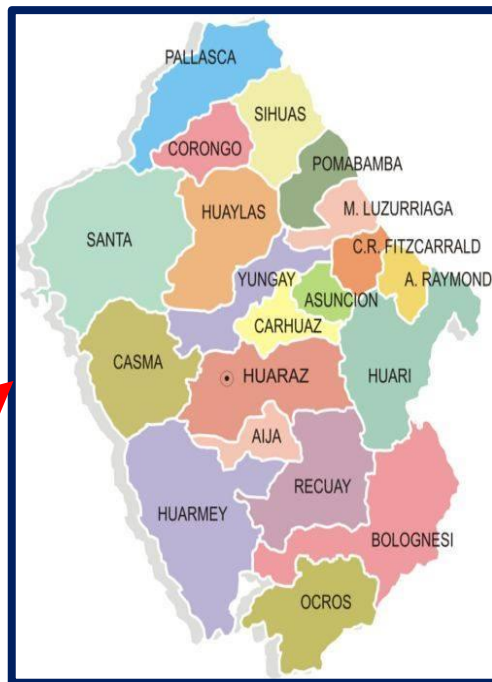 PALLASCA
SIHUAS
CORONGO
POMABAMBA
HUAYLAS
M. LUZURRIAGA
SANTA
C.R. FITZCARRALD
YUNGAY
A. RAYMOND
ASUNCION
CARHUAZ
CASMA
HUARAZ
HUARI
AIJA
RECUAY
HUARMEY
BOLOGNESI
OCROS